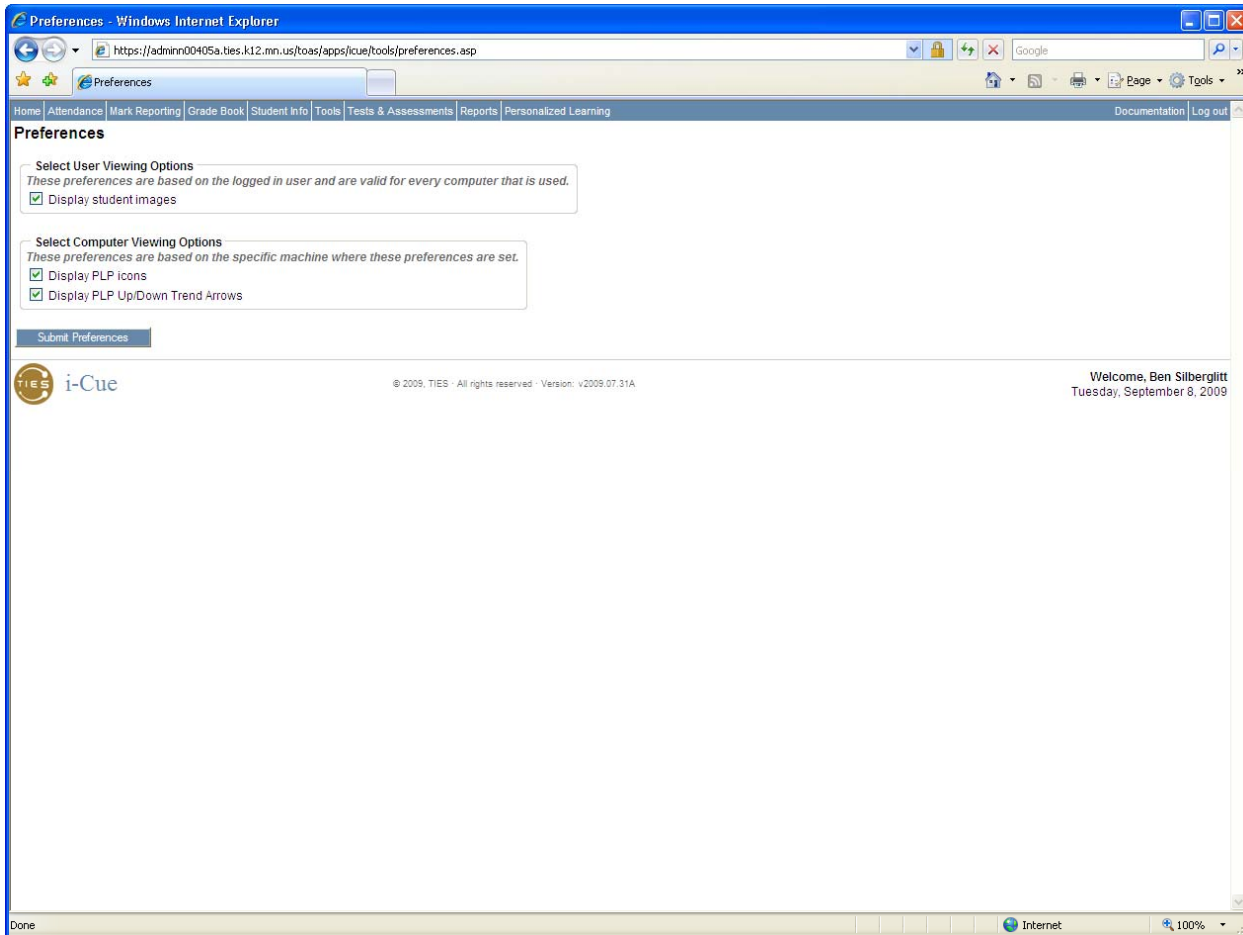 Preferences - Windows Internet Explorer
https://adminn00405a.ties.k12.mn.us/toas/apps/icue/tools/preferences.asp
Google
Preferences
Page
Tools
»
Home Attendance Mark Reporting Grade Book Student Info Tools Tests & Assessments Reports Personalized Learning Documentation Log out
Preferences
Select User Viewing Options
These preferences are based on the logged in user and are valid for every computer that is used.
Display student images
Select Computer Viewing Options
These preferences are based on the specific machine where these preferences are set.
Display PLP icons
Display PLP Up/Down Trend Arrows
Submit Preferences
TIES i-Cue
© 2009, TIES · All rights reserved · Version: v2009.07.31A
Welcome, Ben Silberglitt
Tuesday, September 8, 2009
Done
Internet
100%